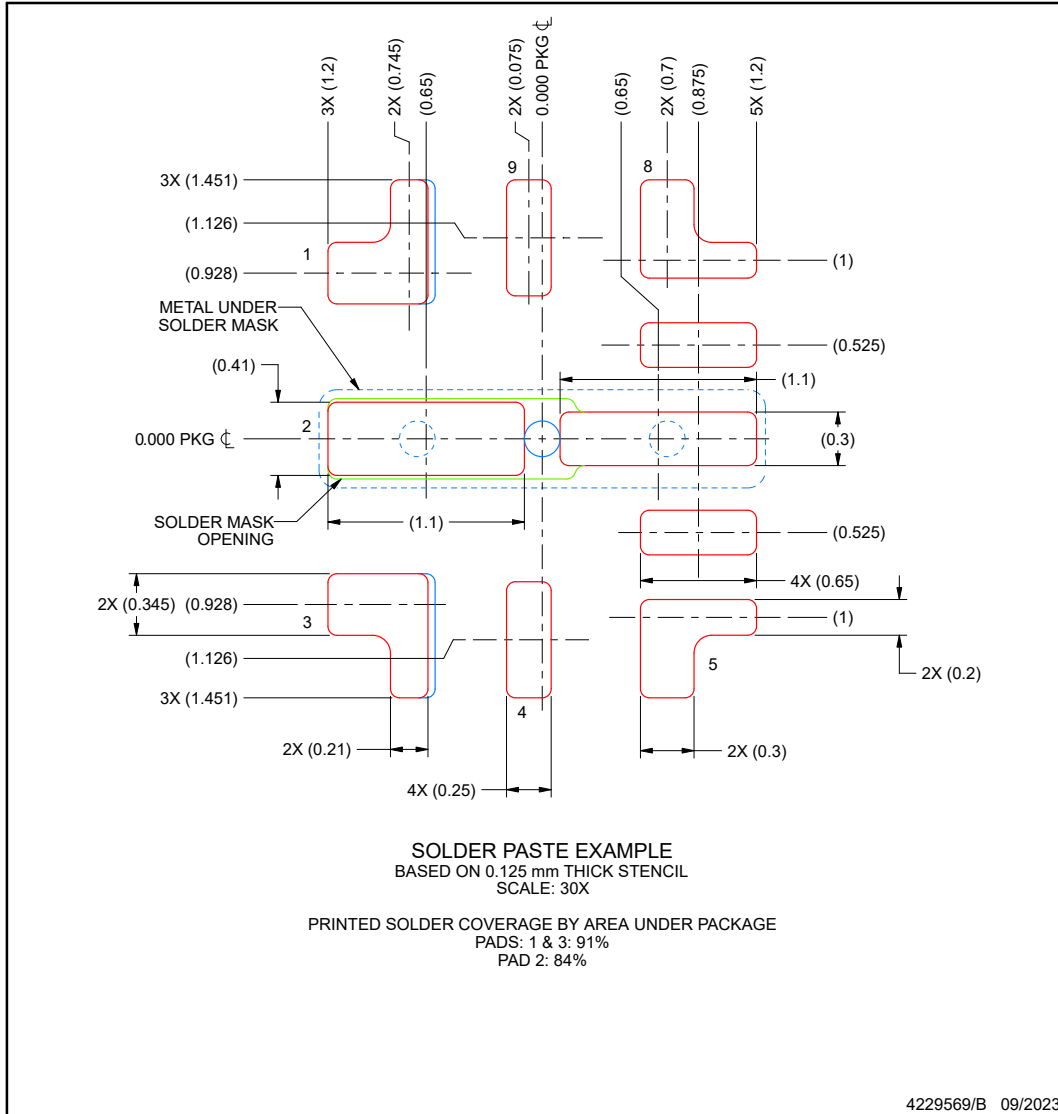 3X (1.2)
2X (0.745)
(0.65)
2X (0.075)
0.000 PKG ℄
(0.65)
2X (0.7)
(0.875)
5X (1.2)
3X (1.451)
9
8
(1.126)
1
(0.928)
(1)
METAL UNDER
SOLDER MASK
(0.525)
(0.41)
(1.1)
2
0.000 PKG ℄
(0.3)
SOLDER MASK
OPENING
(1.1)
(0.525)
2X (0.345)
(0.928)
3
4X (0.65)
(1)
(1.126)
5
2X (0.2)
3X (1.451)
4
2X (0.21)
2X (0.3)
4X (0.25)
SOLDER PASTE EXAMPLE
BASED ON 0.125 mm THICK STENCIL
SCALE: 30X
PRINTED SOLDER COVERAGE BY AREA UNDER PACKAGE
PADS: 1 & 3: 91%
PAD 2: 84%
4229569/B 09/2023